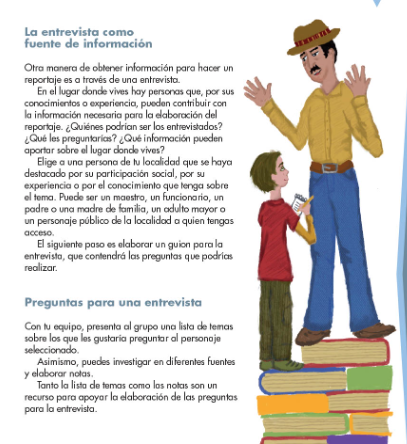 La entrevista como
fuente de información
Otra manera de obtener información para hacer un
reportaje es a través de una entrevista.
En el lugar donde vives hay personas que, por sus
conocimientos o experiencia, pueden contribuir con
la información necesaria para la elaboración del
reportaje. ¿Quiénes podrían ser los entrevistados?
¿Qué les preguntarías? ¿Qué información pueden
aportar sobre el lugar donde vives?
Elige a una persona de tu localidad que se haya
destacado por su participación social, por su
experiencia o por el conocimiento que tenga sobre
el tema. Puede ser un maestro, un funcionario, un
padre o una madre de familia, un adulto mayor o
un personaje público de la localidad a quien tengas
acceso.
El siguiente paso es elaborar un guion para la
entrevista, que contendrá las preguntas que podrías
realizar.
Preguntas para una entrevista
Con tu equipo, presenta al grupo una lista de temas
sobre los que les gustaría preguntar al personaje
seleccionado.
Asimismo, puedes investigar en diferentes fuentes
y elaborar notas.
Tanto la lista de temas como las notas son un
recurso para apoyar la elaboración de las preguntas
para la entrevista.